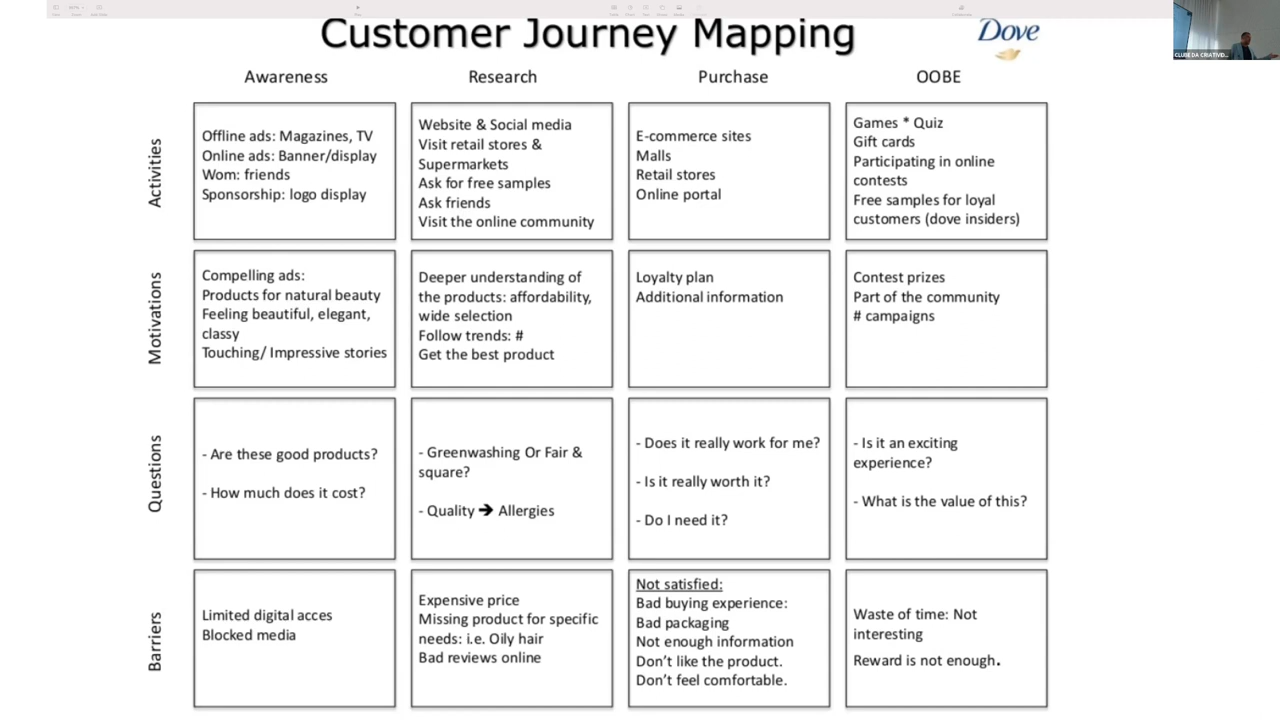 Customer Journey Mapping
Dove
CLUBE DA CRIATIVID...
Awareness
Research
Purchase
OOBE
Activities
Offline ads: Magazines, TV
Online ads: Banner/display
Wom: friends
Sponsorship: logo display
Website & Social media
Visit retail stores &
Supermarkets
Ask for free samples
Ask friends
Visit the online community
E-commerce sites
Malls
Retail stores
Online portal
Games * Quiz
Gift cards
Participating in online
contests
Free samples for loyal
customers (dove insiders)
Motivations
Compelling ads:
Products for natural beauty
Feeling beautiful, elegant,
classy
Touching/ Impressive stories
Deeper understanding of
the products: affordability,
wide selection
Follow trends: #
Get the best product
Loyalty plan
Additional information
Contest prizes
Part of the community
# campaigns
Questions
- Are these good products?
- How much does it cost?
- Greenwashing Or Fair &
square?
- Quality ➔ Allergies
- Does it really work for me?
- Is it really worth it?
- Do I need it?
- Is it an exciting
experience?
- What is the value of this?
Barriers
Limited digital acces
Blocked media
Expensive price
Missing product for specific
needs: i.e. Oily hair
Bad reviews online
Not satisfied:
Bad buying experience:
Bad packaging
Not enough information
Don't like the product.
Don't feel comfortable.
Waste of time: Not
interesting
Reward is not enough.